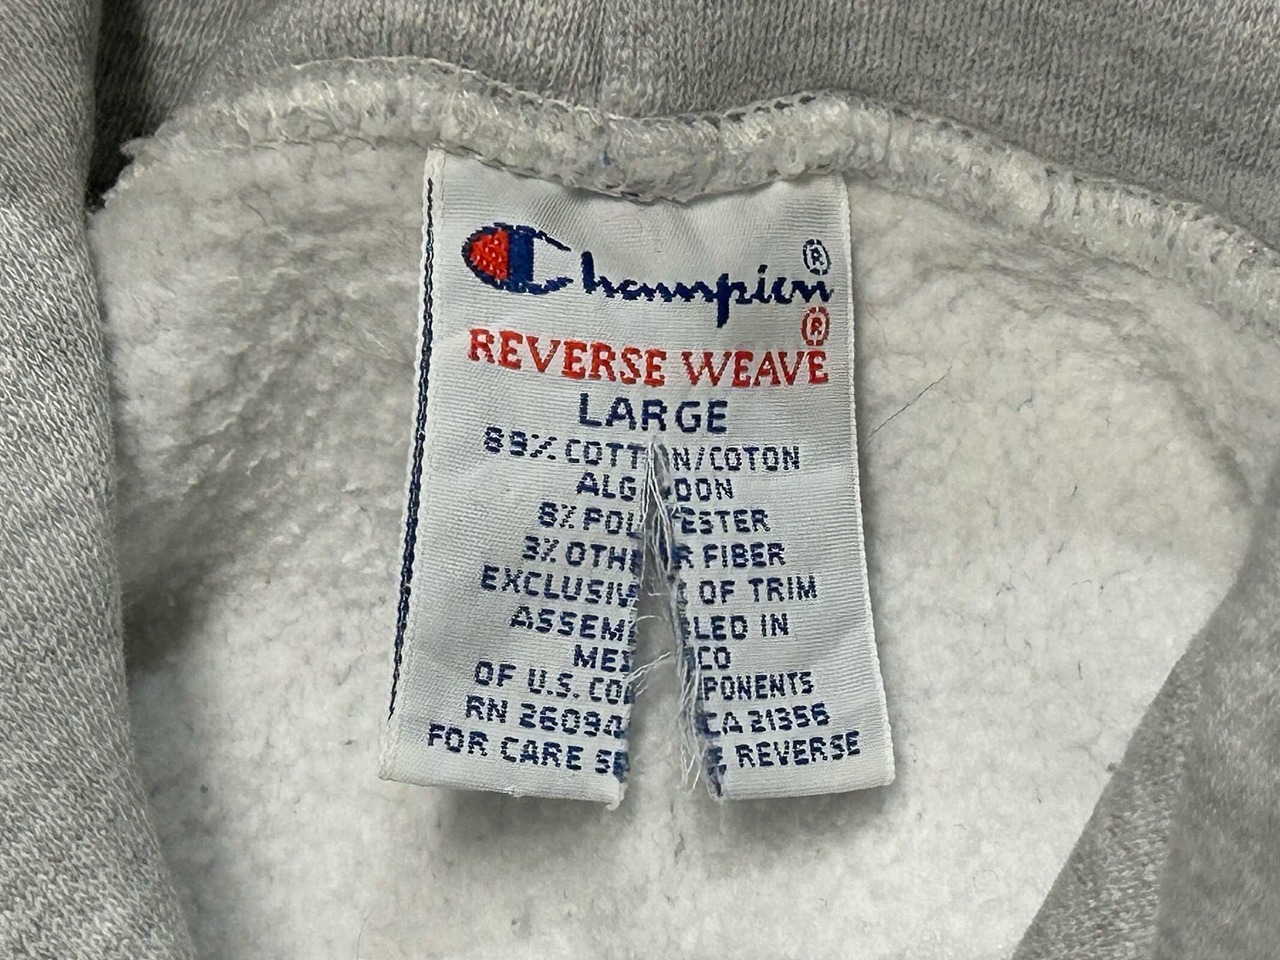 Champion®
REVERSE WEAVE®
LARGE
89% COTTON/COTON
ALGODON
8% POLYESTER
3% OTHER FIBER
EXCLUSIVE OF TRIM
ASSEMBLED IN
MEXICO
OF U.S. COMPONENTS
RN 26094 CA 21356
FOR CARE SEE REVERSE